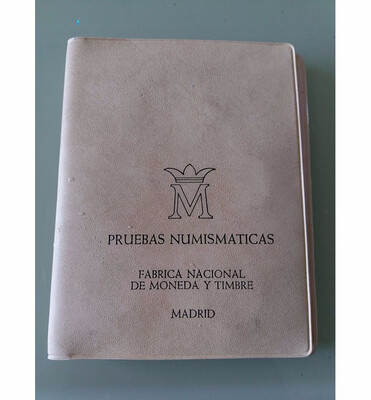 M
PRUEBAS NUMISMATICAS
FABRICA NACIONAL
DE MONEDA Y TIMBRE
MADRID